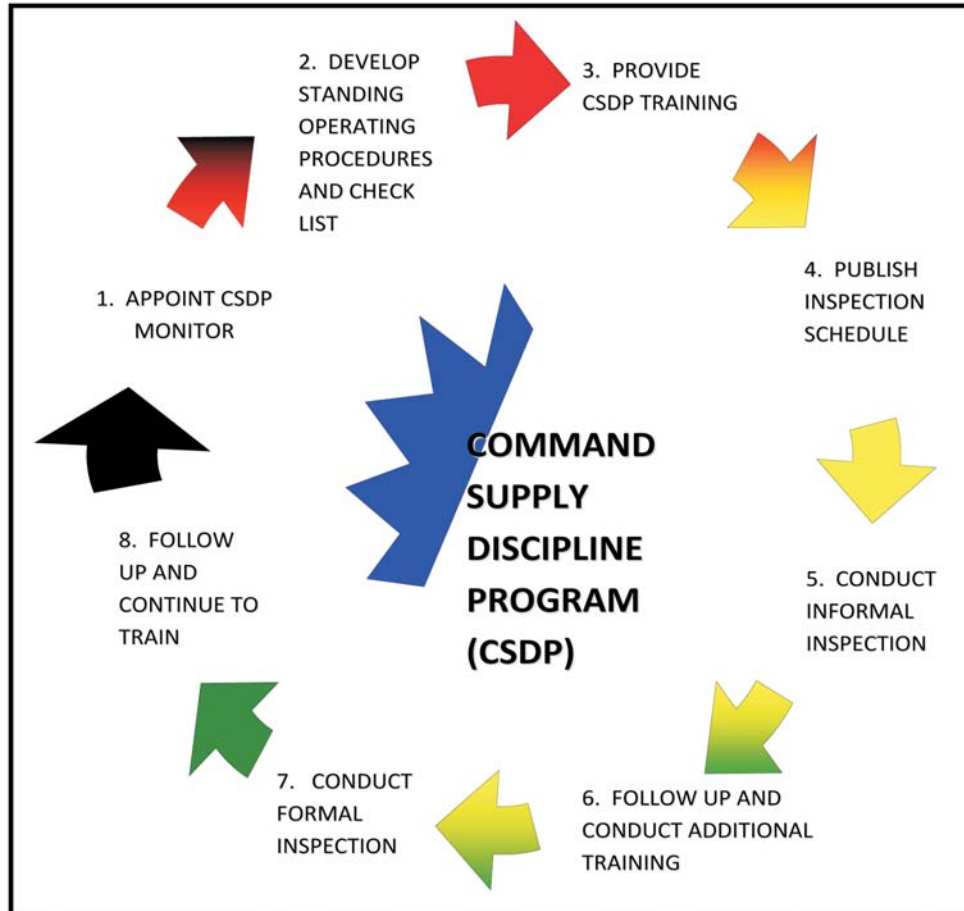 1. APPOINT CSDP
MONITOR
2. DEVELOP
STANDING
OPERATING
PROCEDURES
AND CHECK
LIST
3. PROVIDE
CSDP TRAINING
4. PUBLISH
INSPECTION
SCHEDULE
5. CONDUCT
INFORMAL
INSPECTION
6. FOLLOW UP AND
CONDUCT ADDITIONAL
TRAINING
7. CONDUCT
FORMAL
INSPECTION
8. FOLLOW
UP AND
CONTINUE TO
TRAIN
COMMAND
SUPPLY
DISCIPLINE
PROGRAM
(CSDP)